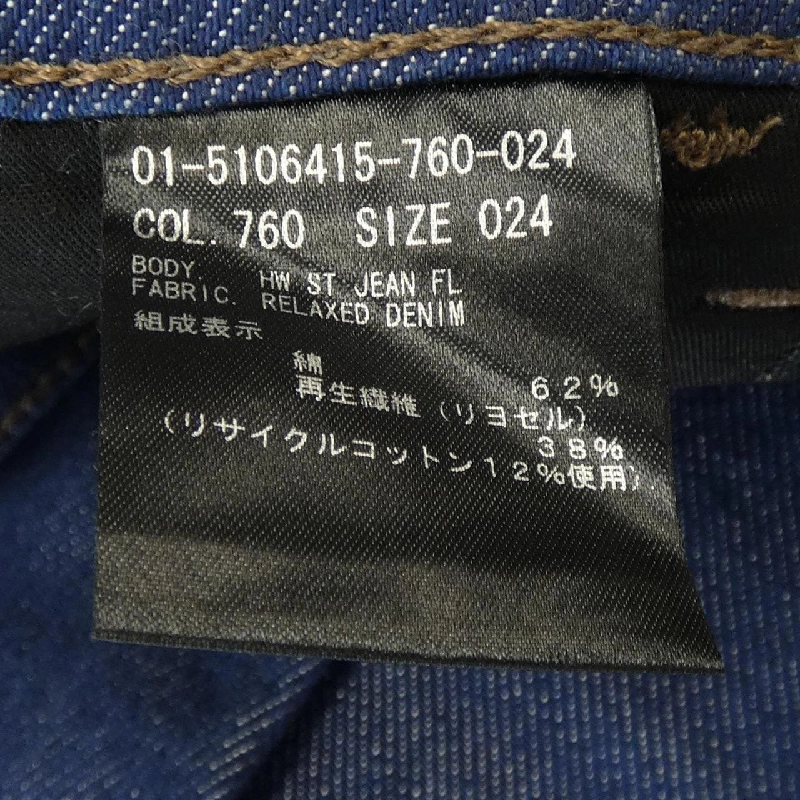 01-5106415-760-024
COL. 760 SIZE 024
BODY. HW ST JEAN FL
FABRIC. RELAXED DENIM
組成表示
綿 62%
再生繊維(リヨセル)
38%
(リサイクルコットン12%使用)